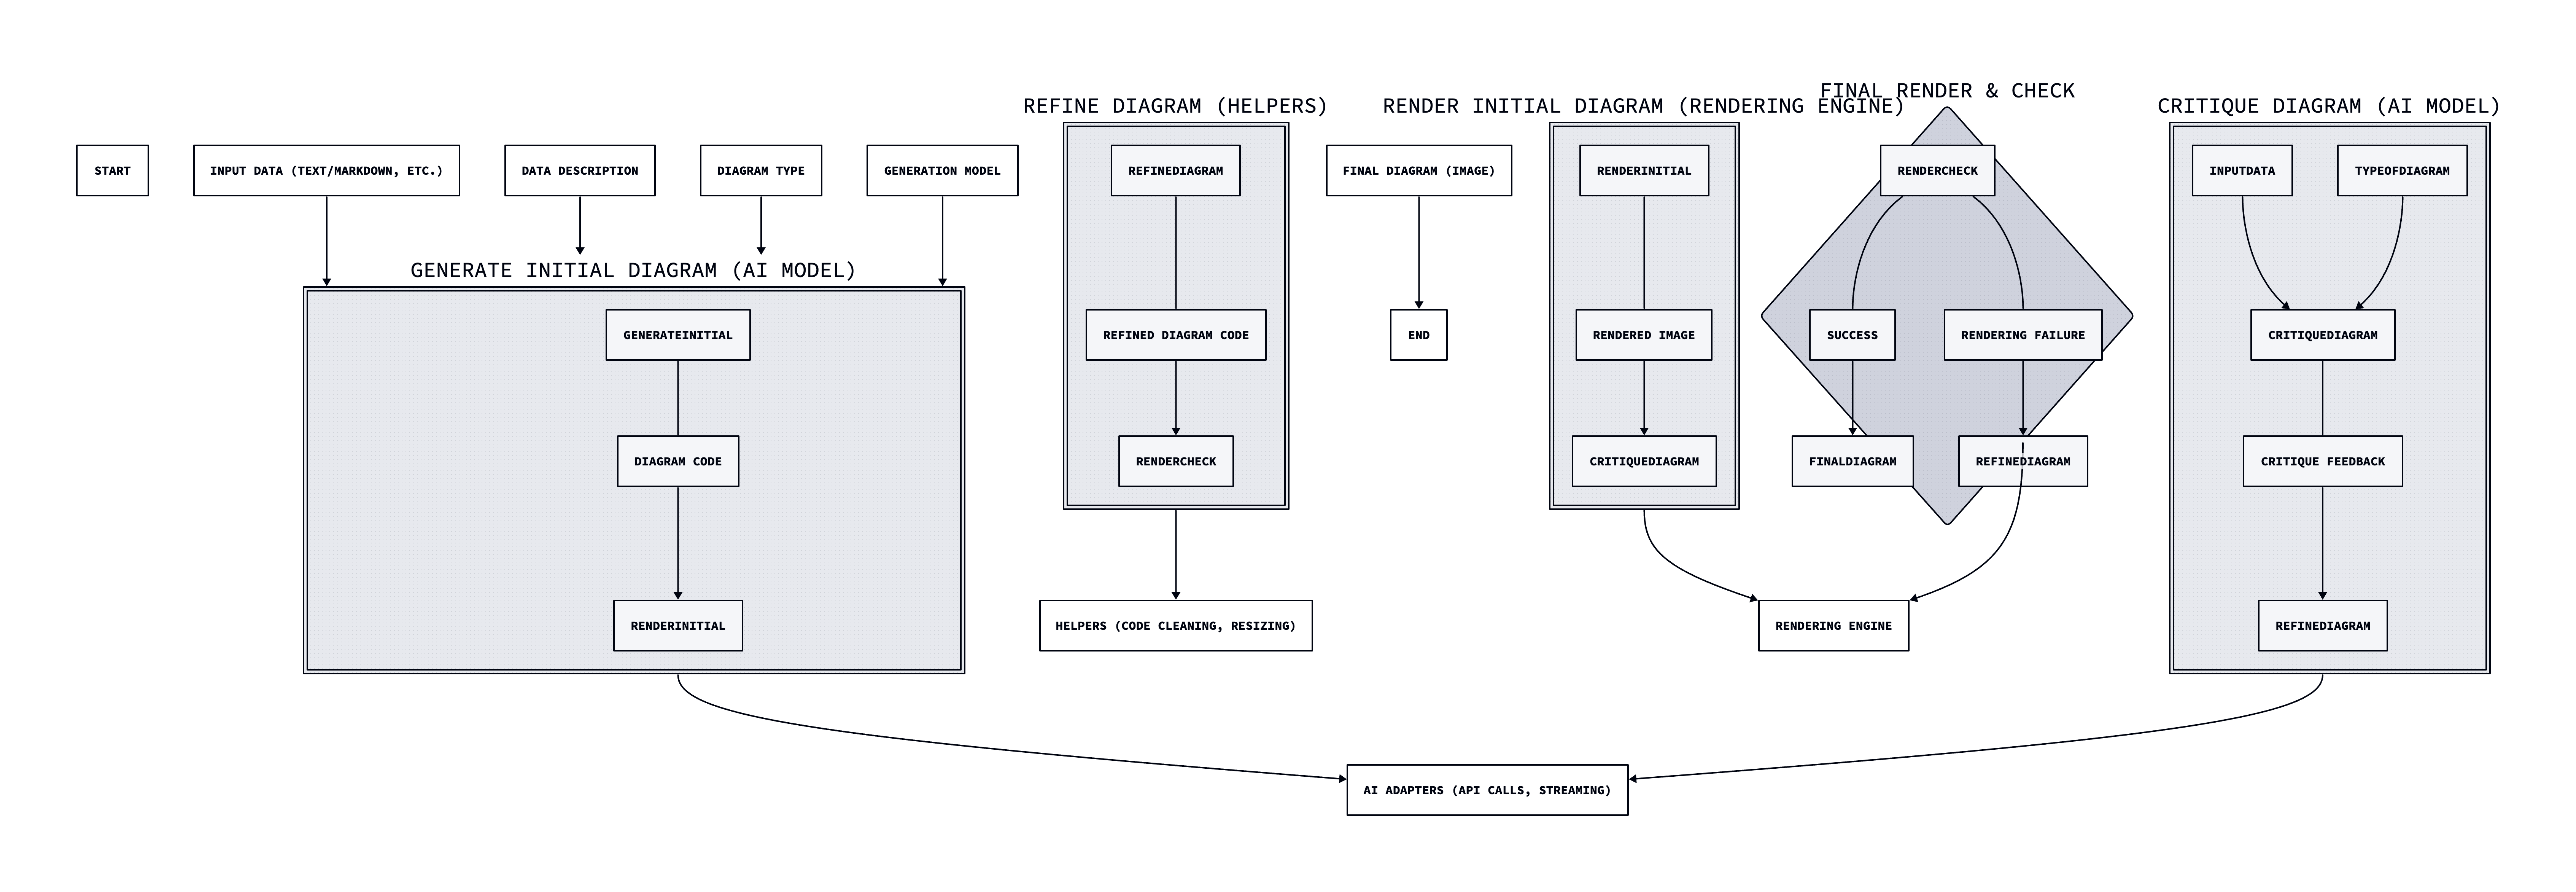 FINAL RENDER & CHECK
REFINE DIAGRAM (HELPERS)
RENDER INITIAL DIAGRAM (RENDERING ENGINE)
CRITIQUE DIAGRAM (AI MODEL)
START
INPUT DATA (TEXT/MARKDOWN, ETC.)
DATA DESCRIPTION
DIAGRAM TYPE
GENERATION MODEL
REFINEDIAGRAM
FINAL DIAGRAM (IMAGE)
RENDERINITIAL
RENDERCHECK
INPUTDATA
TYPEOFDIAGRAM
GENERATE INITIAL DIAGRAM (AI MODEL)
GENERATEINITIAL
REFINED DIAGRAM CODE
END
RENDERED IMAGE
SUCCESS
RENDERING FAILURE
CRITIQUEDIAGRAM
DIAGRAM CODE
RENDERCHECK
CRITIQUEDIAGRAM
FINALDIAGRAM
REFINEDIAGRAM
CRITIQUE FEEDBACK
RENDERINITIAL
HELPERS (CODE CLEANING, RESIZING)
RENDERING ENGINE
REFINEDIAGRAM
AI ADAPTERS (API CALLS, STREAMING)